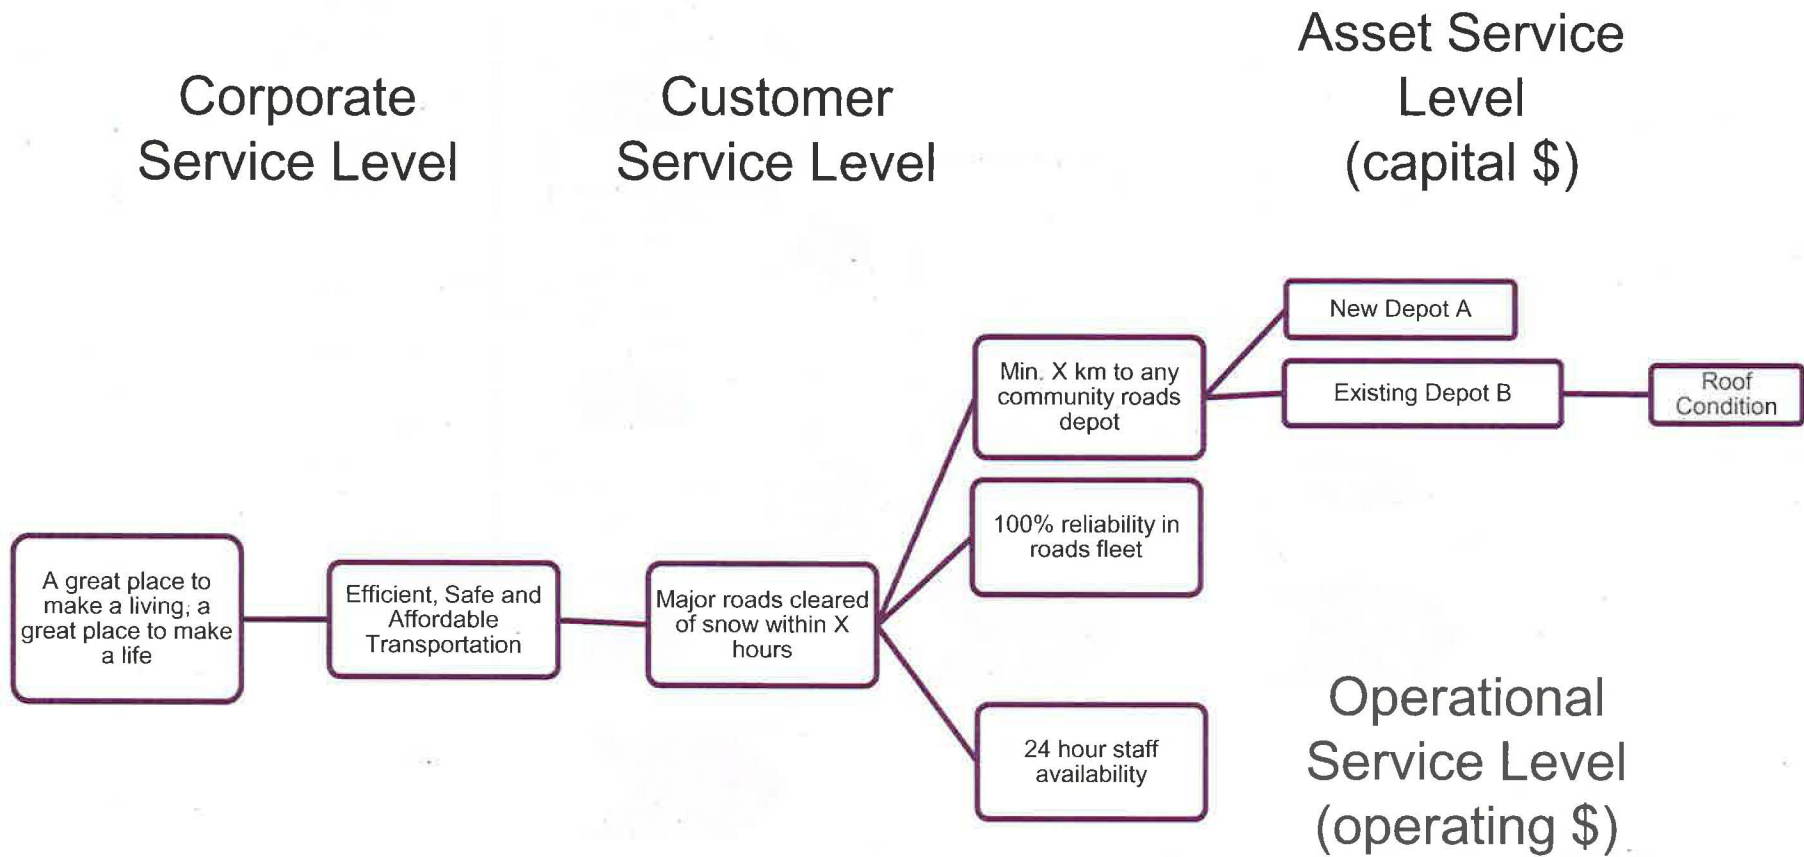 Corporate
Service Level
Customer
Service Level
Asset Service
Level
(capital $)
A great place to
make a living, a
great place to make
a life
Efficient, Safe and
Affordable
Transportation
Major roads cleared
of snow within X
hours
Min. X km to any
community roads
depot
100% reliability in
roads fleet
24 hour staff
availability
New Depot A
Existing Depot B
Roof
Condition
Operational
Service Level
(operating $)